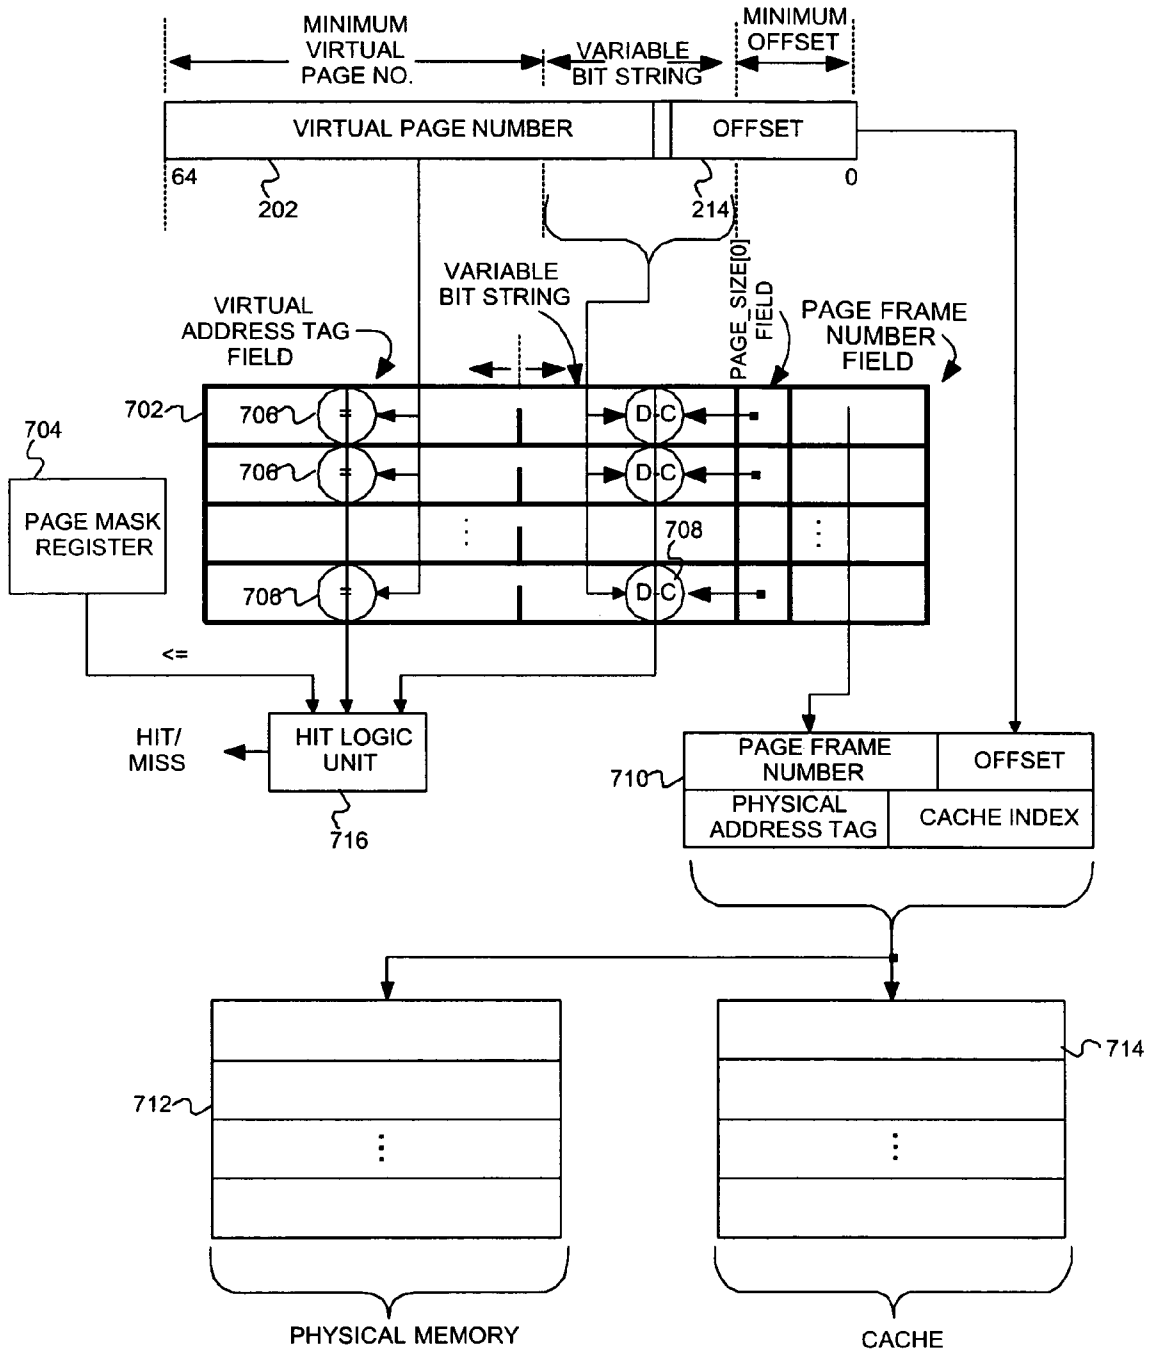 MINIMUM
VIRTUAL
PAGE NO.
VARIABLE
BIT STRING
MINIMUM
OFFSET
VIRTUAL PAGE NUMBER
OFFSET
64
0
202
214
VARIABLE
BIT STRING
PAGE_SIZE[0]
FIELD
VIRTUAL
ADDRESS TAG
FIELD
PAGE FRAME
NUMBER
FIELD
702
706
=
D-C
704
706
=
D-C
PAGE MASK
REGISTER
708
706
=
D-C
<=
HIT/
MISS
HIT LOGIC
UNIT
716
710
PAGE FRAME
NUMBER
OFFSET
PHYSICAL
ADDRESS TAG
CACHE INDEX
712
714
PHYSICAL MEMORY
CACHE